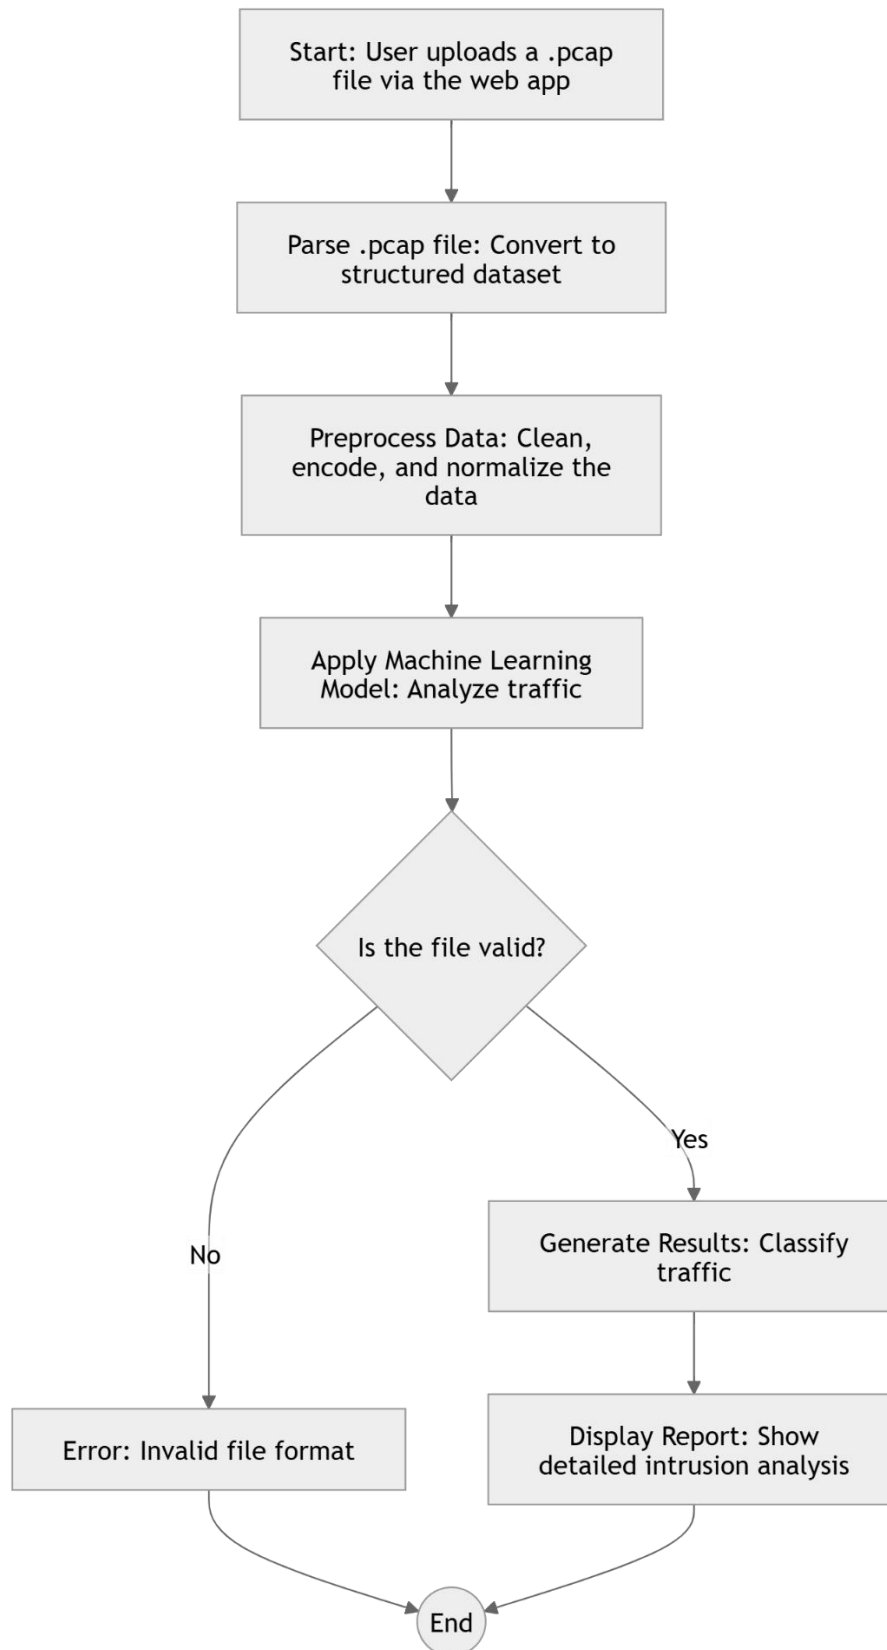 Start: User uploads a .pcap
file via the web app
Parse .pcap file: Convert to
structured dataset
Preprocess Data: Clean,
encode, and normalize the
data
Apply Machine Learning
Model: Analyze traffic
Is the file valid?
Yes
Generate Results: Classify
traffic
No
Display Report: Show
detailed intrusion analysis
Error: Invalid file format
End